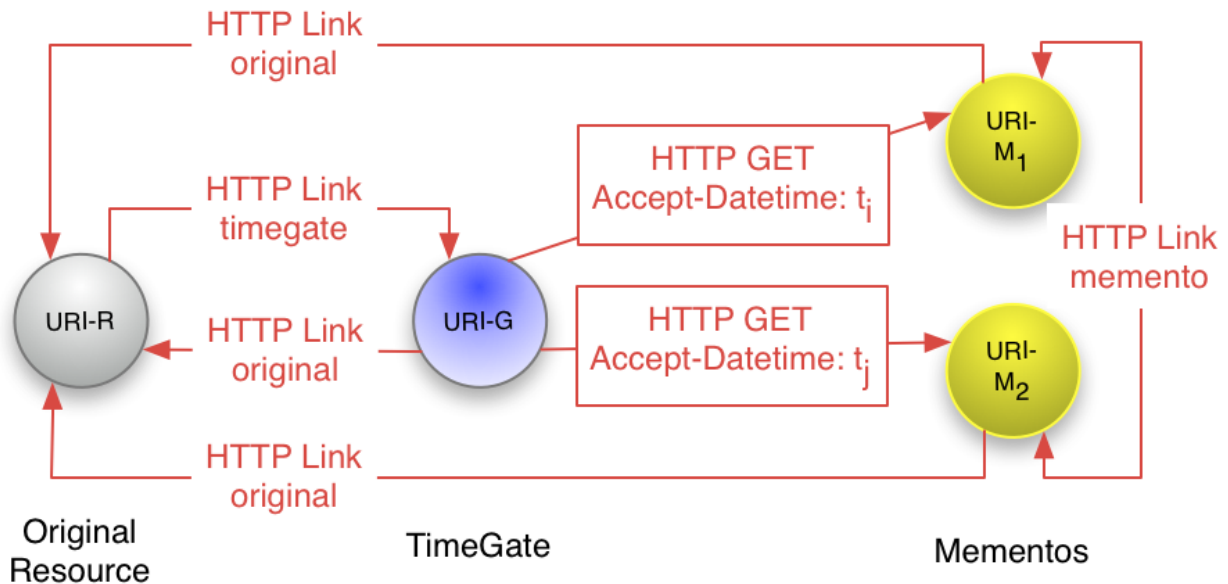 HTTP Link
original
HTTP GET
Accept-Datetime: ti
URI-
M1
HTTP Link
timegate
HTTP Link
memento
URI-R
URI-G
HTTP Link
original
HTTP GET
Accept-Datetime: tj
URI-
M2
HTTP Link
original
Original
Resource
TimeGate
Mementos